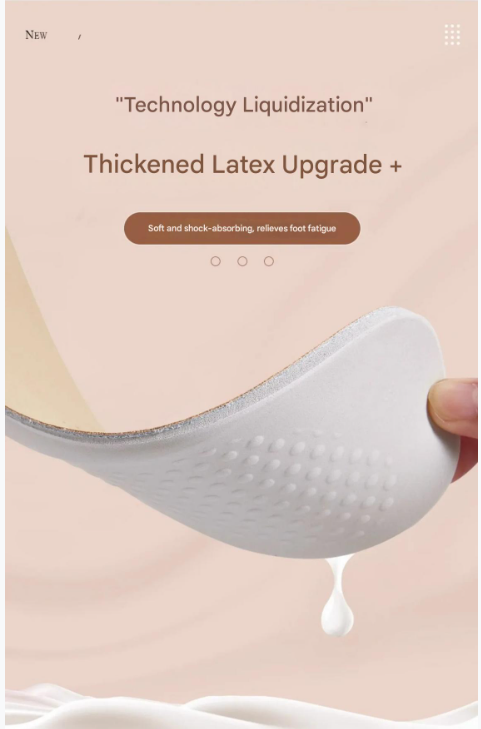 NEW
"Technology Liquidization"
Thickened Latex Upgrade +
Soft and shock-absorbing, relieves foot fatigue